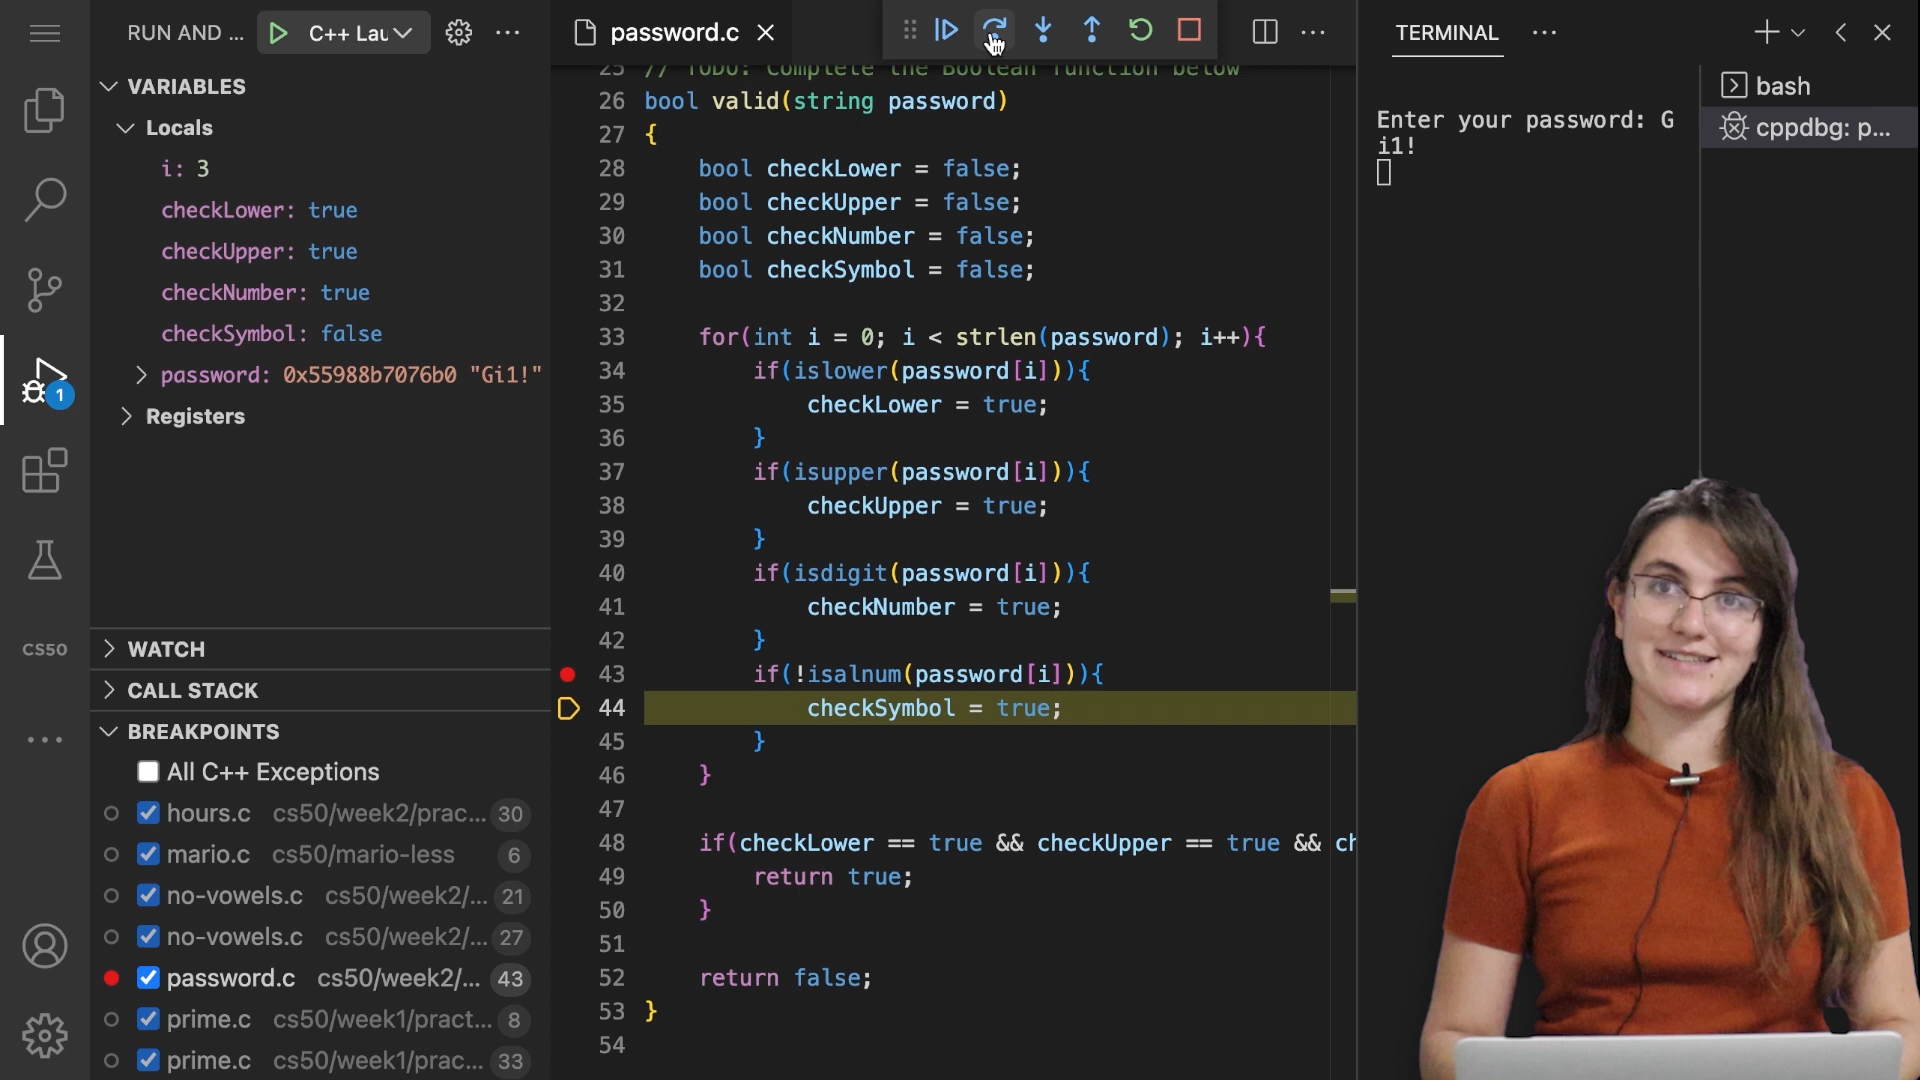 RUN AND ...
C++ Lau
password.c
TERMINAL
VARIABLES
Locals
i: 3
checkLower: true
checkUpper: true
checkNumber: true
checkSymbol: false
password: 0x55988b7076b0 "Gi1!"
Registers
CS50
1
WATCH
CALL STACK
BREAKPOINTS
All C++ Exceptions
hours.c cs50/week2/prac... 30
mario.c cs50/mario-less 6
no-vowels.c cs50/week2/... 21
no-vowels.c cs50/week2/... 27
password.c cs50/week2/... 43
prime.c cs50/week1/pract... 8
prime.c cs50/week1/prac... 33
25 // TODO: Complete the Boolean function below
26 bool valid(string password)
27 {
28 bool checkLower = false;
29 bool checkUpper = false;
30 bool checkNumber = false;
31 bool checkSymbol = false;
32
33 for(int i = 0; i < strlen(password); i++){
34 if(islower(password[i])){
35 checkLower = true;
36 }
37 if(isupper(password[i])){
38 checkUpper = true;
39 }
40 if(isdigit(password[i])){
41 checkNumber = true;
42 }
43 if(!isalnum(password[i])){
44 checkSymbol = true;
45 }
46 }
47
48 if(checkLower == true && checkUpper == true && ch
49 return true;
50 }
51
52 return false;
53 }
54
Enter your password: G
i1!
bash
cppdbg: p...